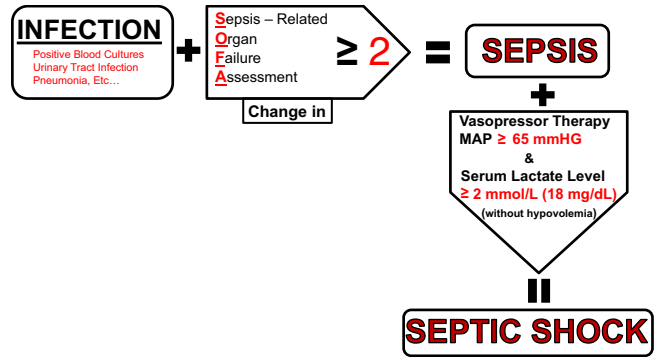 INFECTION
Positive Blood Cultures
Urinary Tract Infection
Pneumonia, Etc...
+
Sepsis – Related
Organ
Failure
Assessment
≥ 2
Change in
=
SEPSIS
+
Vasopressor Therapy
MAP ≥ 65 mmHG
&
Serum Lactate Level
≥ 2 mmol/L (18 mg/dL)
(without hypovolemia)
=
SEPTIC SHOCK